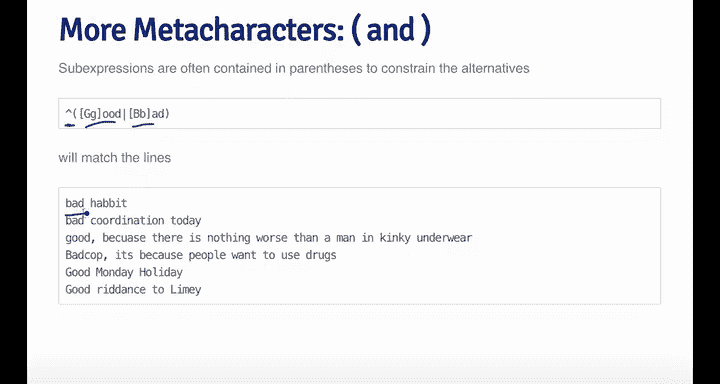 More Metacharacters: ( and )
Subexpressions are often contained in parentheses to constrain the alternatives
^([Gg]ood|[Bb]ad)
will match the lines
bad habbit
bad coordination today
good, becuase there is nothing worse than a man in kinky underwear
Badcop, its because people want to use drugs
Good Monday Holiday
Good riddance to Limey